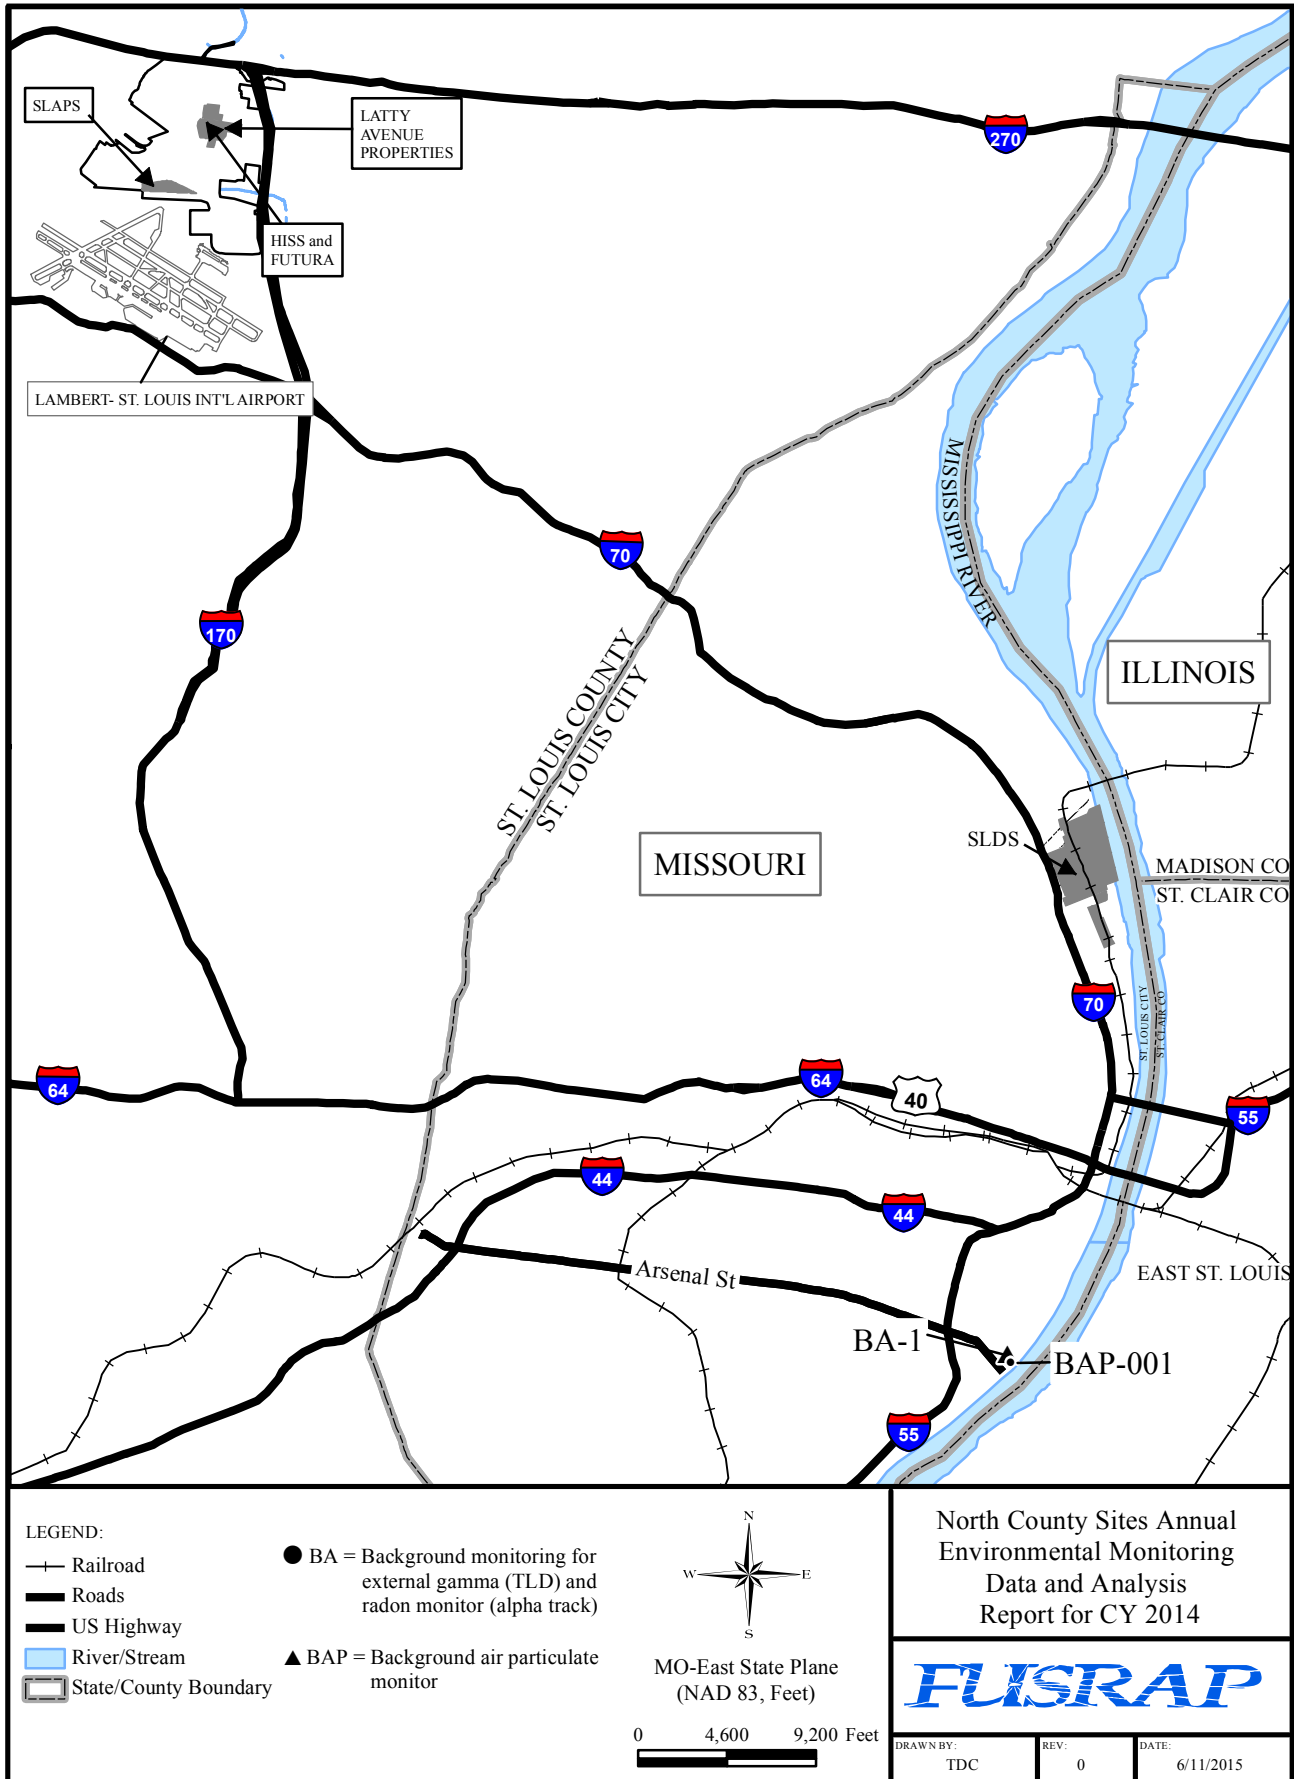 SLAPS
LATTY
AVENUE
PROPERTIES
270
HISS and
FUTURA
LAMBERT- ST. LOUIS INT'L AIRPORT
MISSISSIPPI RIVER
70
170
ST. LOUIS COUNTY
ST. LOUIS CITY
ILLINOIS
SLDS
MISSOURI
MADISON CO
ST. CLAIR CO
70
ST. LOUIS CITY
ST. CLAIR CO
64
64
40
55
44
44
Arsenal St
EAST ST. LOUIS
BA-1
BAP-001
55
LEGEND:
Railroad
Roads
US Highway
River/Stream
State/County Boundary
BA = Background monitoring for
external gamma (TLD) and
radon monitor (alpha track)
BAP = Background air particulate
monitor
N
W E
S
MO-East State Plane
(NAD 83, Feet)
0 4,600 9,200 Feet
North County Sites Annual
Environmental Monitoring
Data and Analysis
Report for CY 2014
FUSRAP
DRAWN BY:
TDC
REV:
0
DATE:
6/11/2015